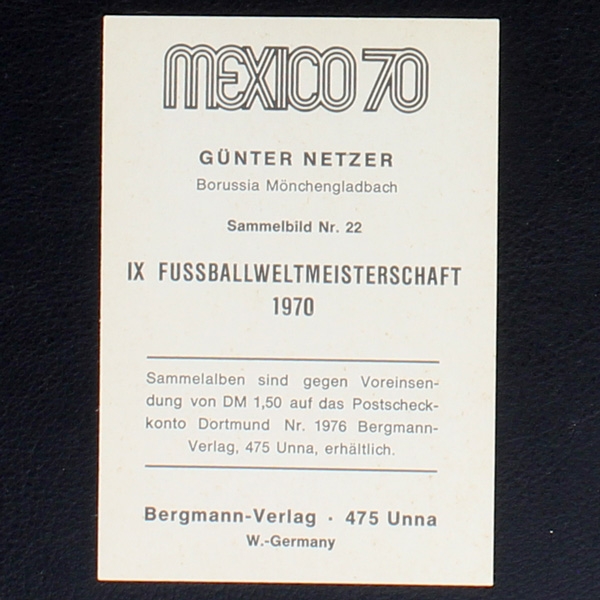 MEXICO 70
GÜNTER NETZER
Borussia Mönchengladbach
Sammelbild Nr. 22
IX FUSSBALLWELTMEISTERSCHAFT
1970
Sammelalben sind gegen Voreinsen-
dung von DM 1,50 auf das Postscheck-
konto Dortmund Nr. 1976 Bergmann-
Verlag, 475 Unna, erhältlich.
Bergmann-Verlag · 475 Unna
W.-Germany